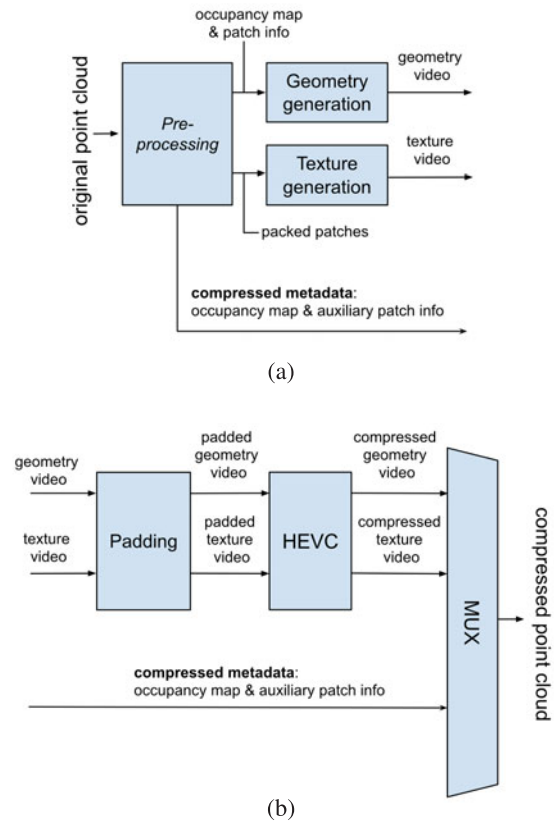 occupancy map
& patch info
original point cloud
Pre-
processing
Geometry
generation
geometry
video
Texture
generation
texture
video
packed patches
compressed metadata:
occupancy map & auxiliary patch info
(a)
geometry
video
texture
video
Padding
padded
geometry
video
padded
texture
video
HEVC
compressed
geometry
video
compressed
texture
video
MUX
compressed point cloud
compressed metadata:
occupancy map & auxiliary patch info
(b)